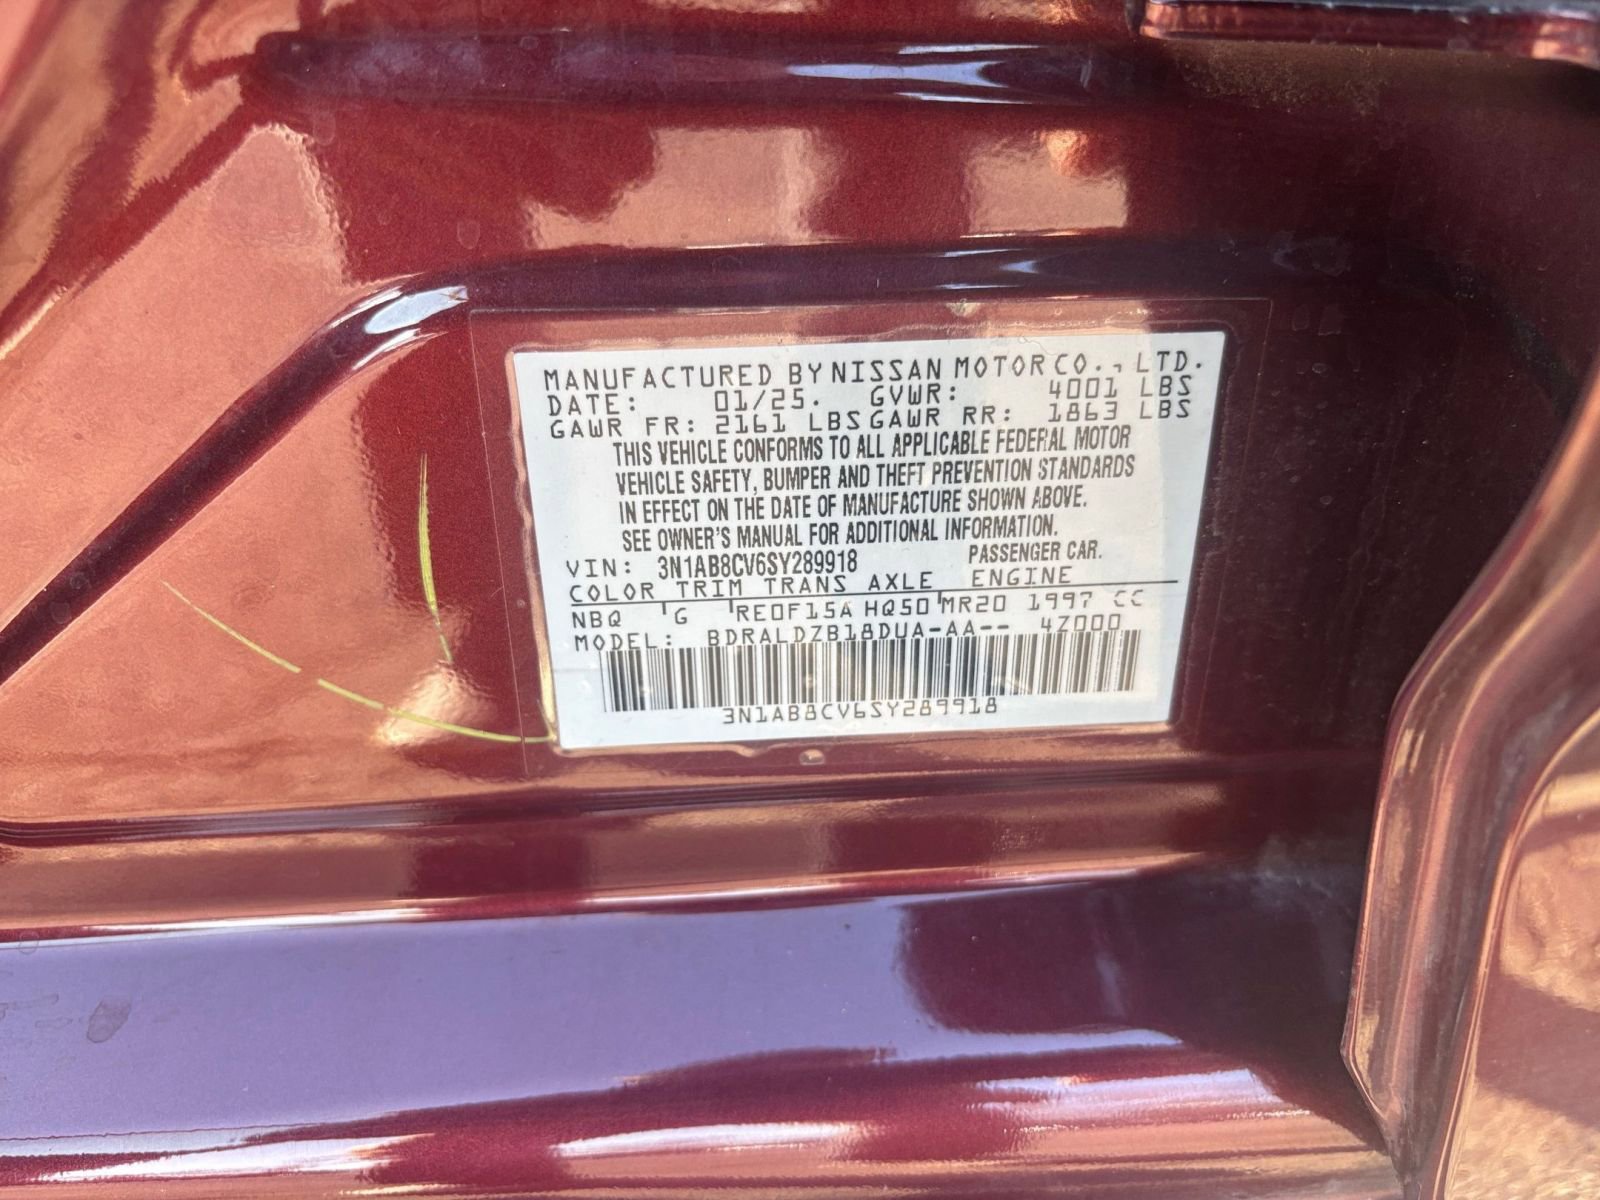 MANUFACTURED BY NISSAN MOTOR CO., LTD.
DATE: 01/25. GVWR: 4001 LBS
GAWR FR: 2161 LBS GAWR RR: 1863 LBS
THIS VEHICLE CONFORMS TO ALL APPLICABLE FEDERAL MOTOR
VEHICLE SAFETY, BUMPER AND THEFT PREVENTION STANDARDS
IN EFFECT ON THE DATE OF MANUFACTURE SHOWN ABOVE.
SEE OWNER'S MANUAL FOR ADDITIONAL INFORMATION.
VIN: 3N1AB8CV6SY289918 PASSENGER CAR.
COLOR TRIM TRANS AXLE ENGINE
NBQ G RE0F15A HQ50 MR20 1997 CC
MODEL: BDRALDZB18DUA-AA-- 4Z000
3N1AB8CV6SY289918